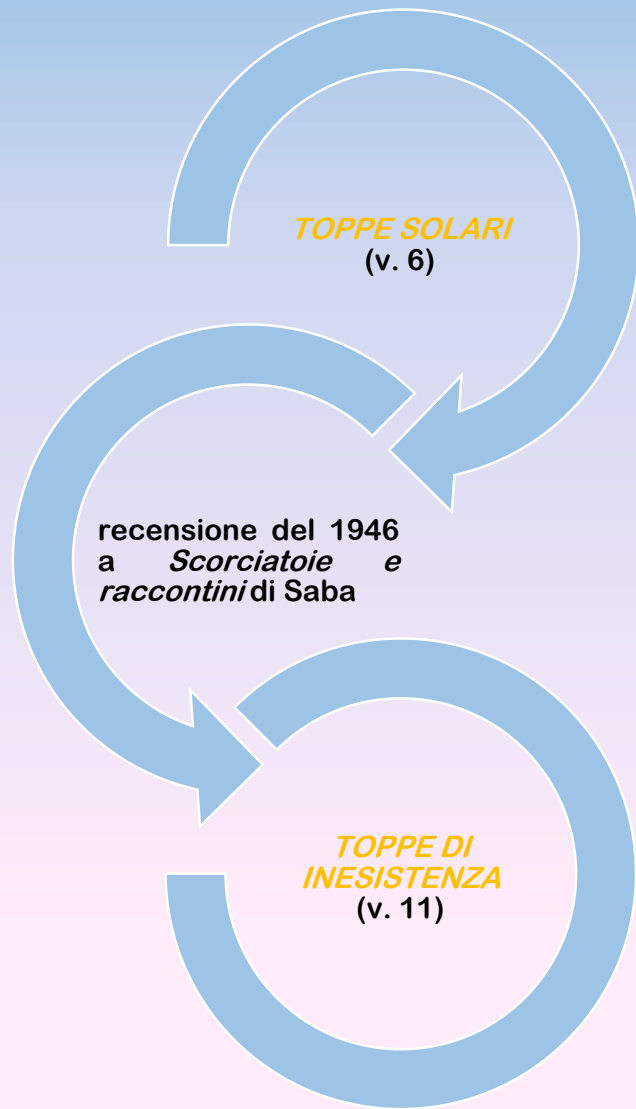 TOPPE SOLARI
(v. 6)
recensione del 1946
a Scorciatoie e
raccontini di Saba
TOPPE DI
INESISTENZA
(v. 11)